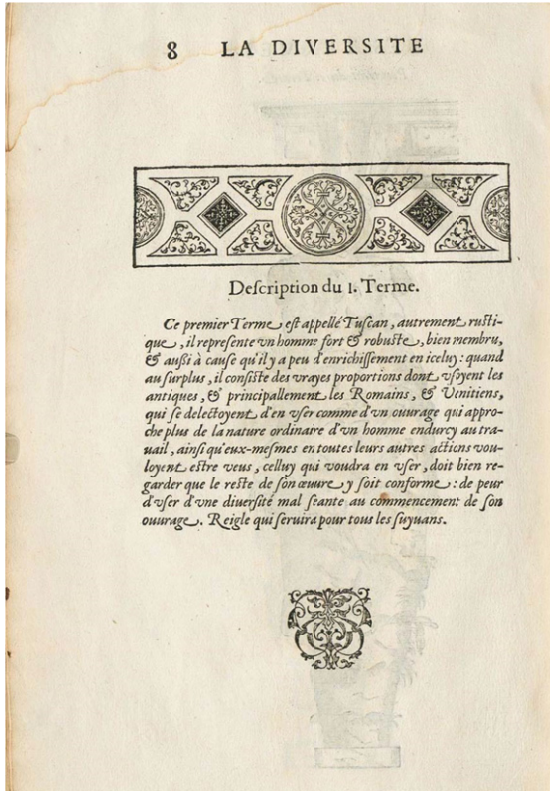 8 LA DIVERSITE
Deſcription du 1. Terme.
Ce premier Terme eſt appellé Tuſcan, autrement ruſti-
que, il repreſente vn homme fort & robuſte, bien membru,
& auſsi à cauſe qu'il y a peu d'enrichiſſement en iceluy: quand
au ſurplus, il conſiſte des vrayes proportions dont vſoyent les
antiques, & principallement les Romains, & Venitiens,
qui ſe delectoyent d'en vſer comme d'vn ouurage qui appro-
che plus de la nature ordinaire d'vn homme endurcy au tra-
uail, ainſi qu'eux-meſmes en toutes leurs autres actions vou-
loyent eſtre veus, celluy qui voudra en vſer, doit bien re-
garder que le reſte de ſon œuure y ſoit conforme: de peur
d'vſer d'vne diverſité mal ſeante au commencement de ſon
ouurage. Reigle qui ſeruira pour tous les ſuyuans.